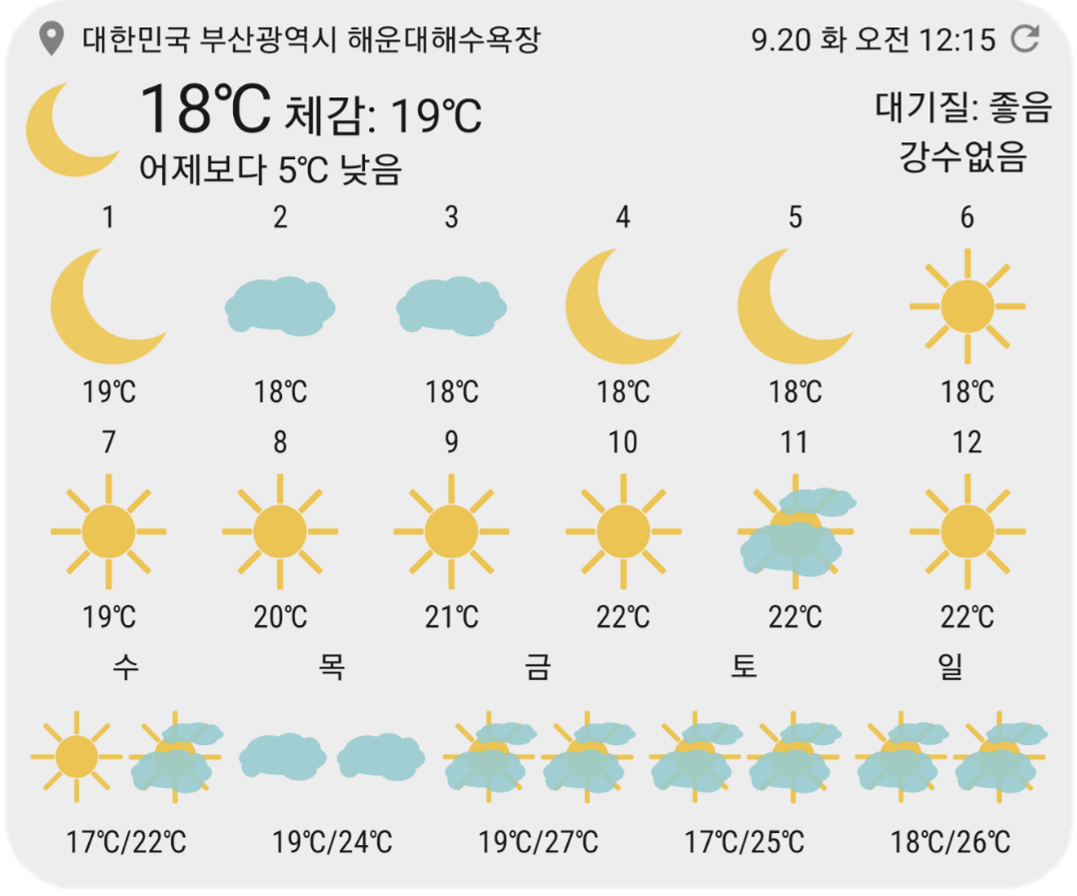 대한민국 부산광역시 해운대해수욕장 9.20 화 오전 12:15
18℃ 체감: 19℃ 대기질: 좋음
어제보다 5℃ 낮음 강수없음
1 2 3 4 5 6
19℃ 18℃ 18℃ 18℃ 18℃ 18℃
7 8 9 10 11 12
19℃ 20℃ 21℃ 22℃ 22℃ 22℃
수 목 금 토 일
17℃/22℃ 19℃/24℃ 19℃/27℃ 17℃/25℃ 18℃/26℃